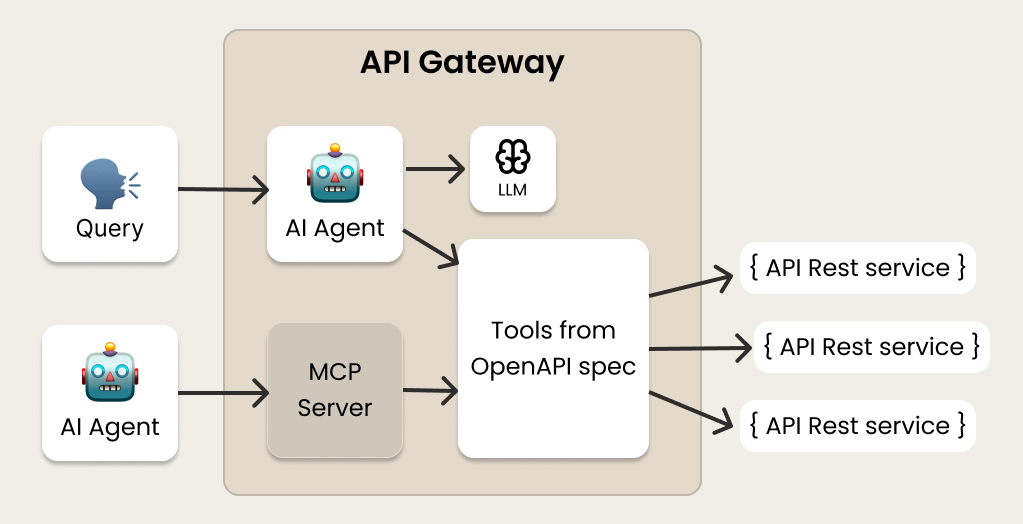 API Gateway
Query
AI Agent
LLM
AI Agent
MCP
Server
Tools from
OpenAPI spec
{ API Rest service }
{ API Rest service }
{ API Rest service }